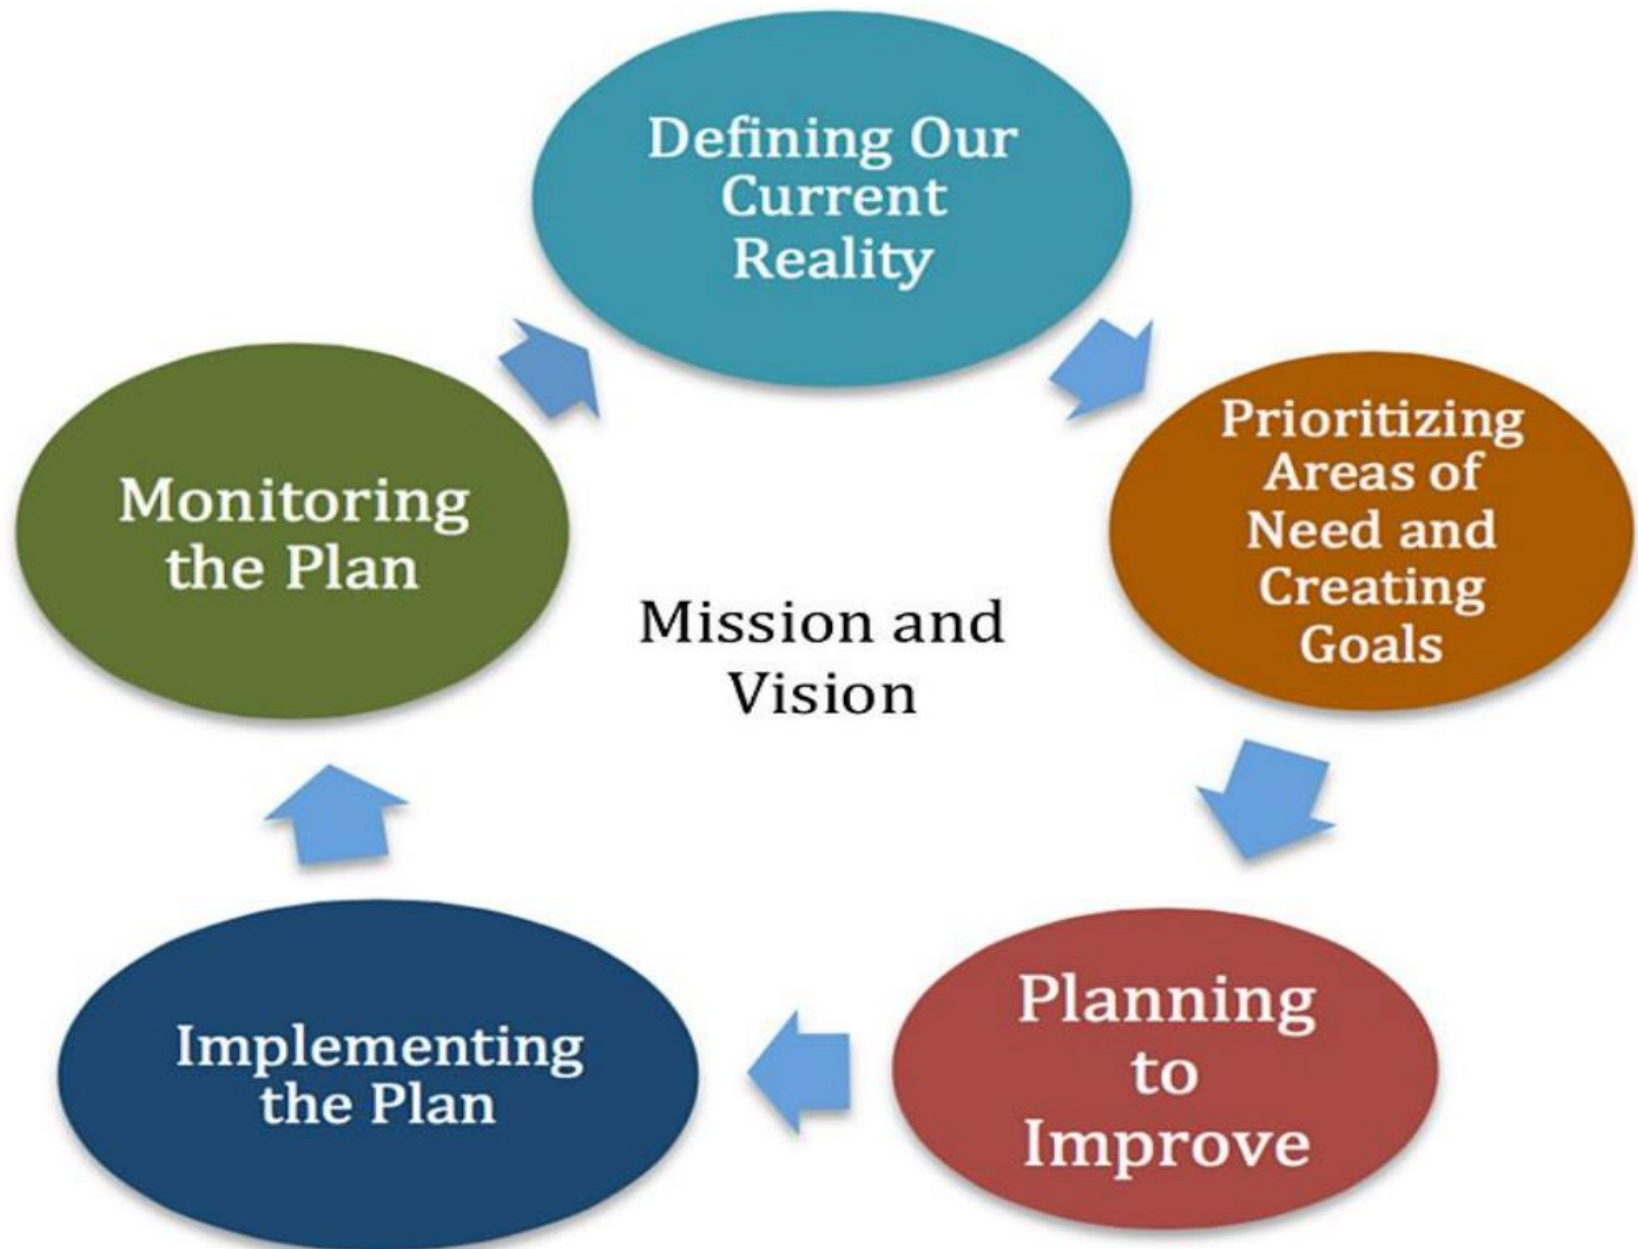 Defining Our
Current
Reality
Prioritizing
Areas of
Need and
Creating
Goals
Planning
to
Improve
Implementing
the Plan
Monitoring
the Plan
Mission and
Vision